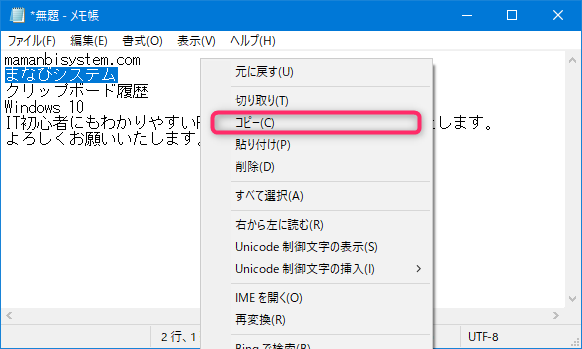 *無題 - メモ帳
ファイル(F) 編集(E) 書式(O) 表示(V) ヘルプ(H)
mamanbisystem.com
まなびシステム
クリップボード履歴
Windows 10
IT初心者にもわかりやすい
たします。
よろしくお願いいたします。
元に戻す(U)
切り取り(T)
コピー(C)
貼り付け(P)
削除(D)
すべて選択(A)
右から左に読む(R)
Unicode 制御文字の表示(S)
Unicode 制御文字の挿入(I)
IME を開く(O)
再変換(R)
2 行、1
UTF-8